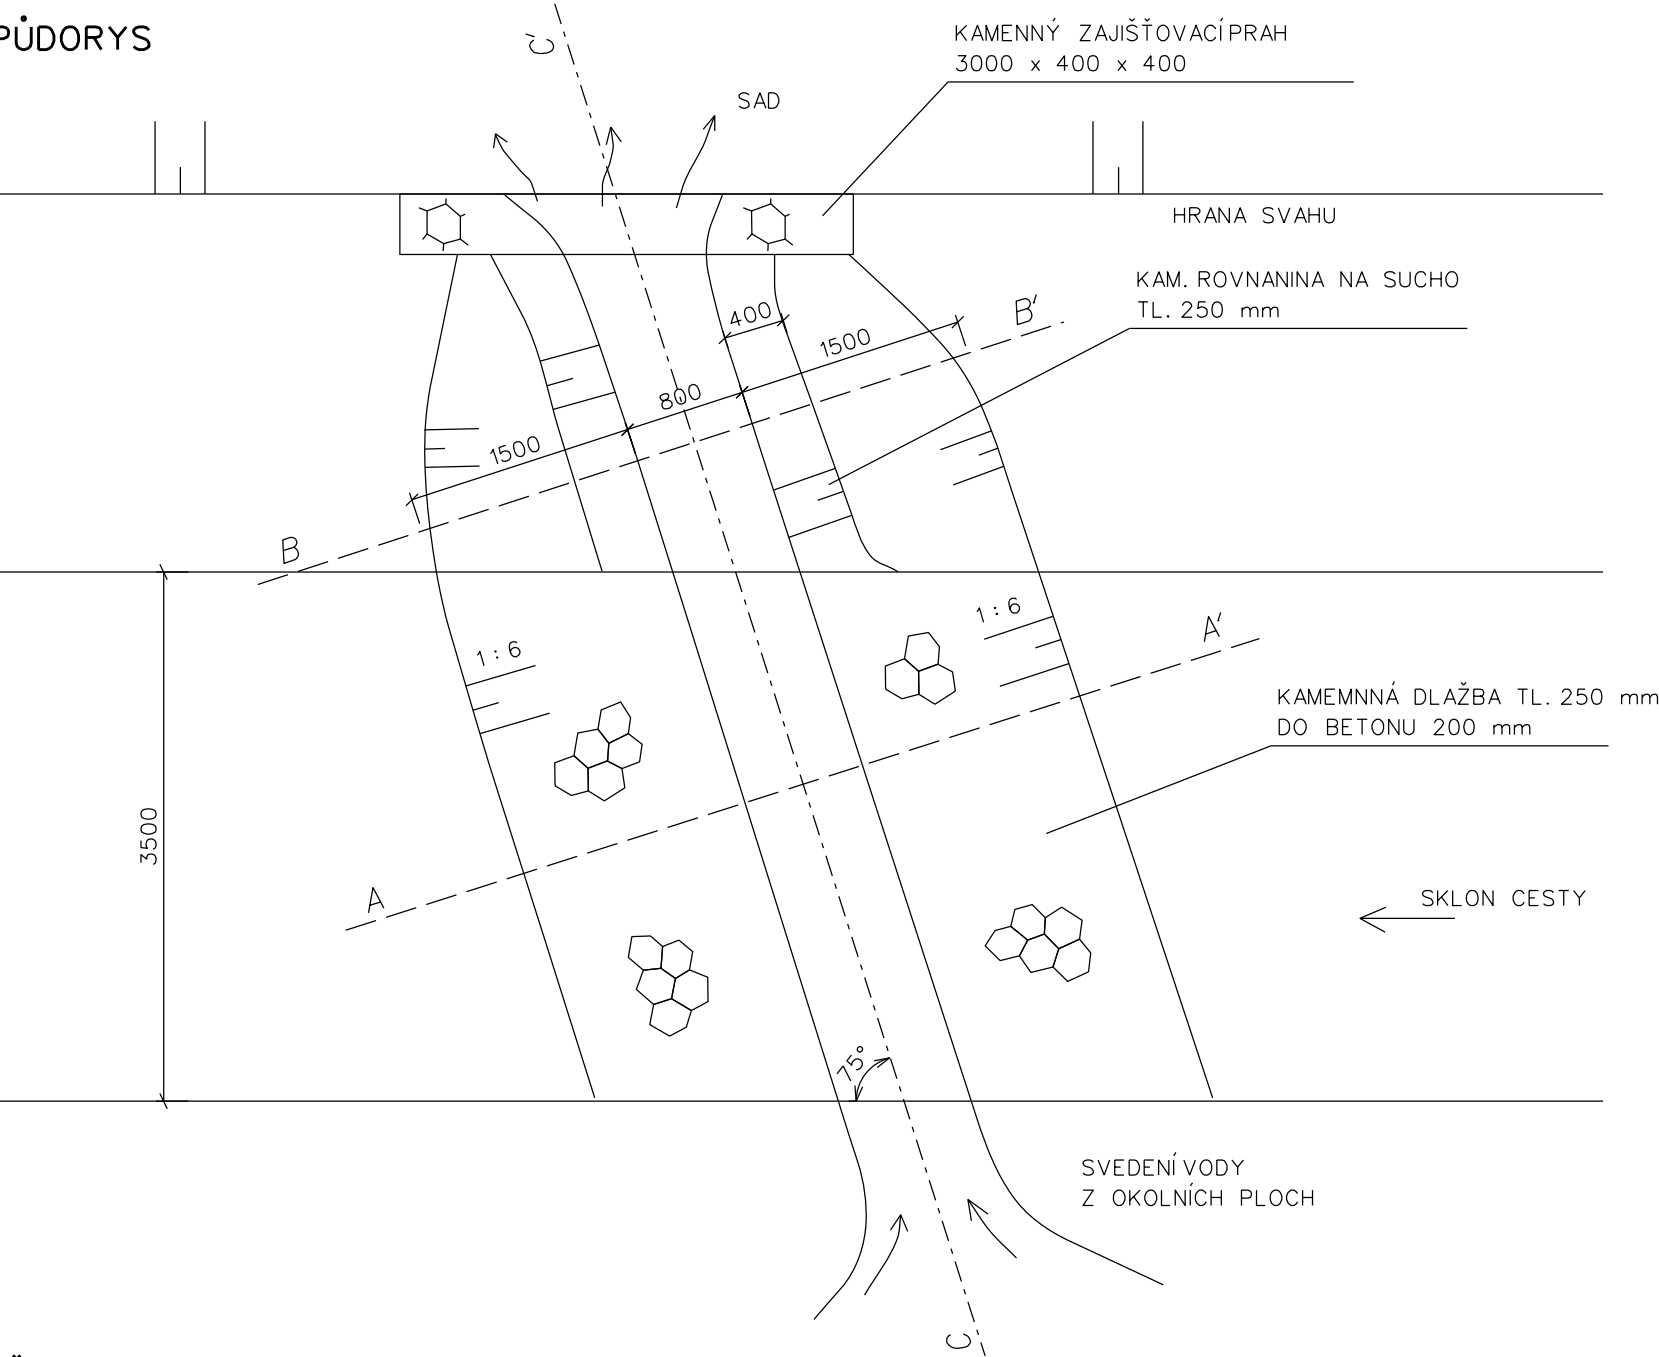 PŮDORYS
C'
KAMENNÝ ZAJIŠŤOVACÍ PRAH
3000 x 400 x 400
SAD
HRANA SVAHU
KAM. ROVNANINA NA SUCHO
TL. 250 mm
B'
400
1500
800
1500
B
1 : 6
1 : 6
A'
KAMEMNNÁ DLAŽBA TL. 250 mm
DO BETONU 200 mm
3500
A
SKLON CESTY
75°
SVEDENÍ VODY
Z OKOLNÍCH PLOCH
C